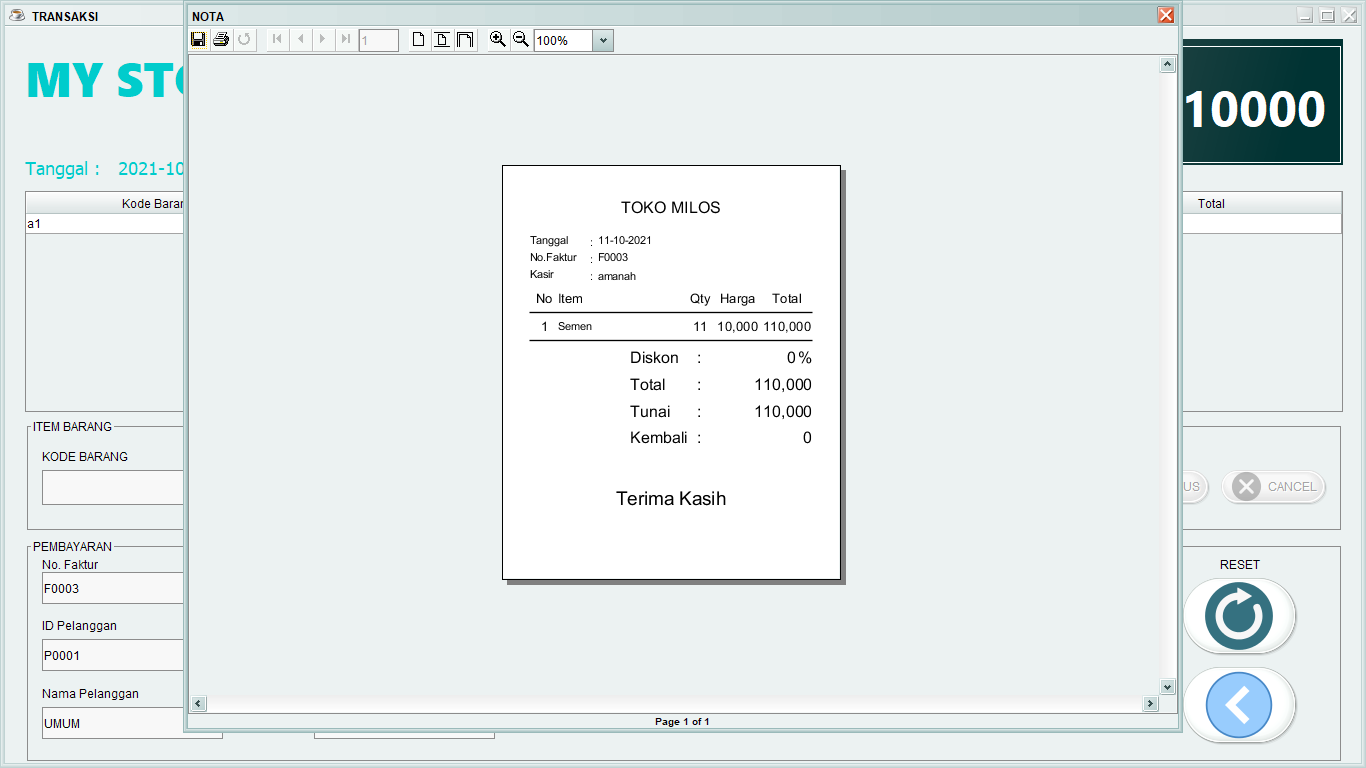 TRANSAKSI
NOTA
1
100%
MY STO
10000
Tanggal : 2021-10
Kode Barar
Total
a1
TOKO MILOS
Tanggal : 11-10-2021
No.Faktur : F0003
Kasir : amanah
No Item Qty Harga Total
1 Semen 11 10,000 110,000
Diskon : 0 %
Total : 110,000
Tunai : 110,000
Kembali : 0
Terima Kasih
ITEM BARANG
KODE BARANG
US
CANCEL
PEMBAYARAN
No. Faktur
RESET
F0003
ID Pelanggan
P0001
Nama Pelanggan
UMUM
Page 1 of 1